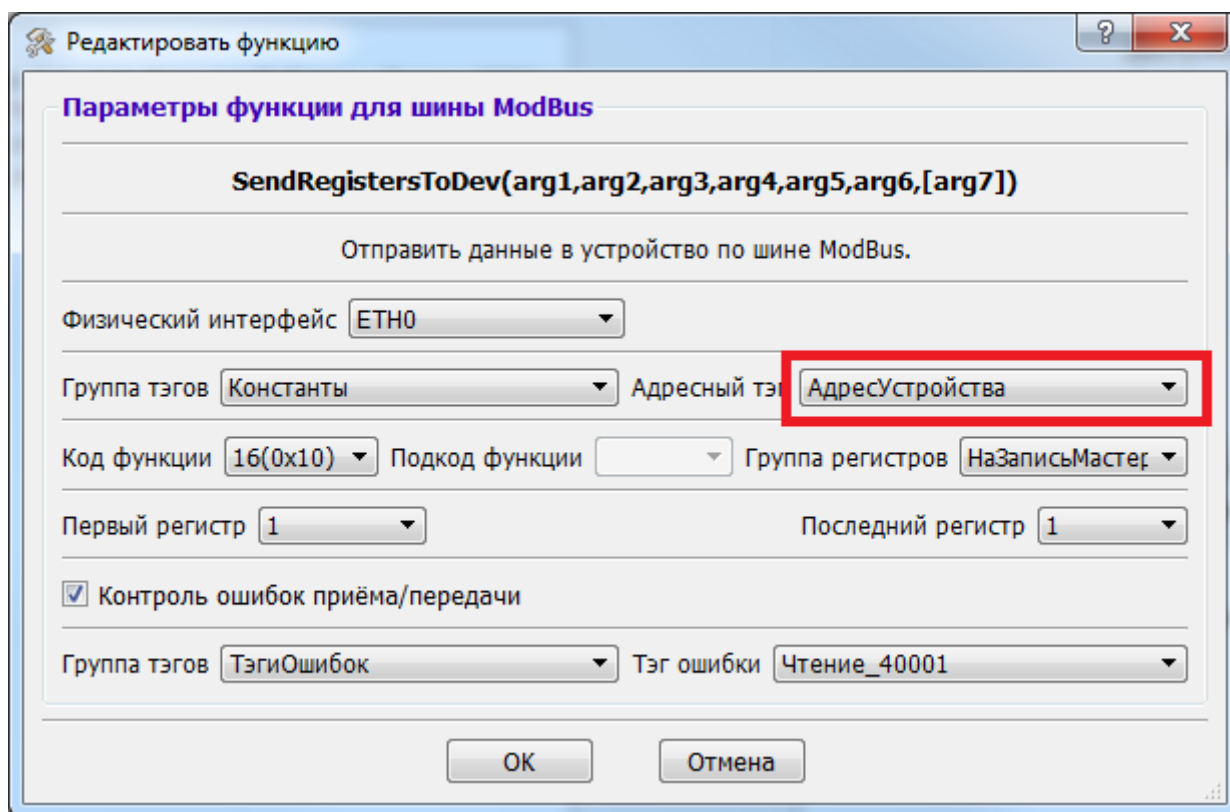 Редактировать функцию
Параметры функции для шины ModBus
SendRegistersToDev(arg1,arg2,arg3,arg4,arg5,arg6,[arg7])
Отправить данные в устройство по шине ModBus.
Физический интерфейс ETH0
Группа тэгов Константы Адресный тэг АдресУстройства
Код функции 16(0x10) Подкод функции Группа регистров НаЗаписьМастер
Первый регистр 1 Последний регистр 1
Контроль ошибок приёма/передачи
Группа тэгов ТэгиОшибок Тэг ошибки Чтение_40001
OK Отмена